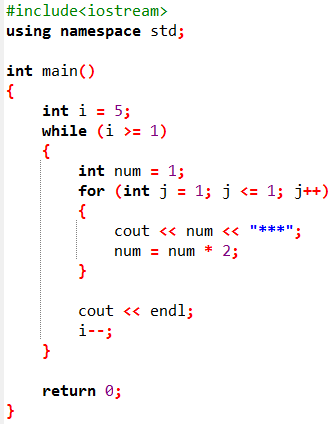 #include<iostream>
using namespace std;
int main()
{
int i = 5;
while (i >= 1)
{
int num = 1;
for (int j = 1; j <= 1; j++)
{
cout << num << "***";
num = num * 2;
}
cout << endl;
i--;
}
return 0;
}